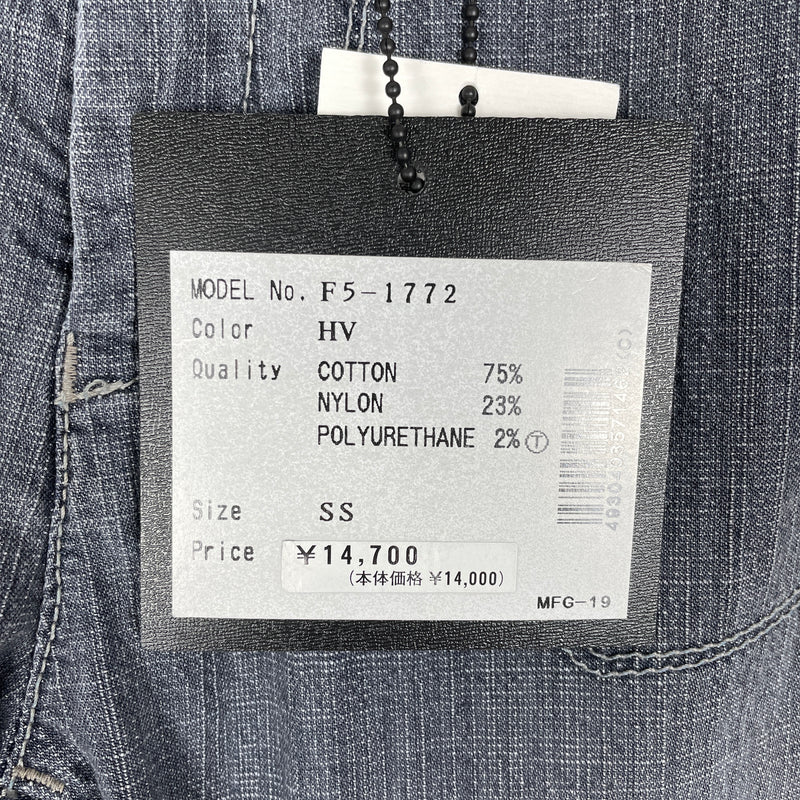 MODEL No. F5-1772
Color HV
Quality COTTON 75%
NYLON 23%
POLYURETHANE 2% Ⓣ
Size SS
Price ¥14,700
(本体価格 ¥14,000)
MFG-19